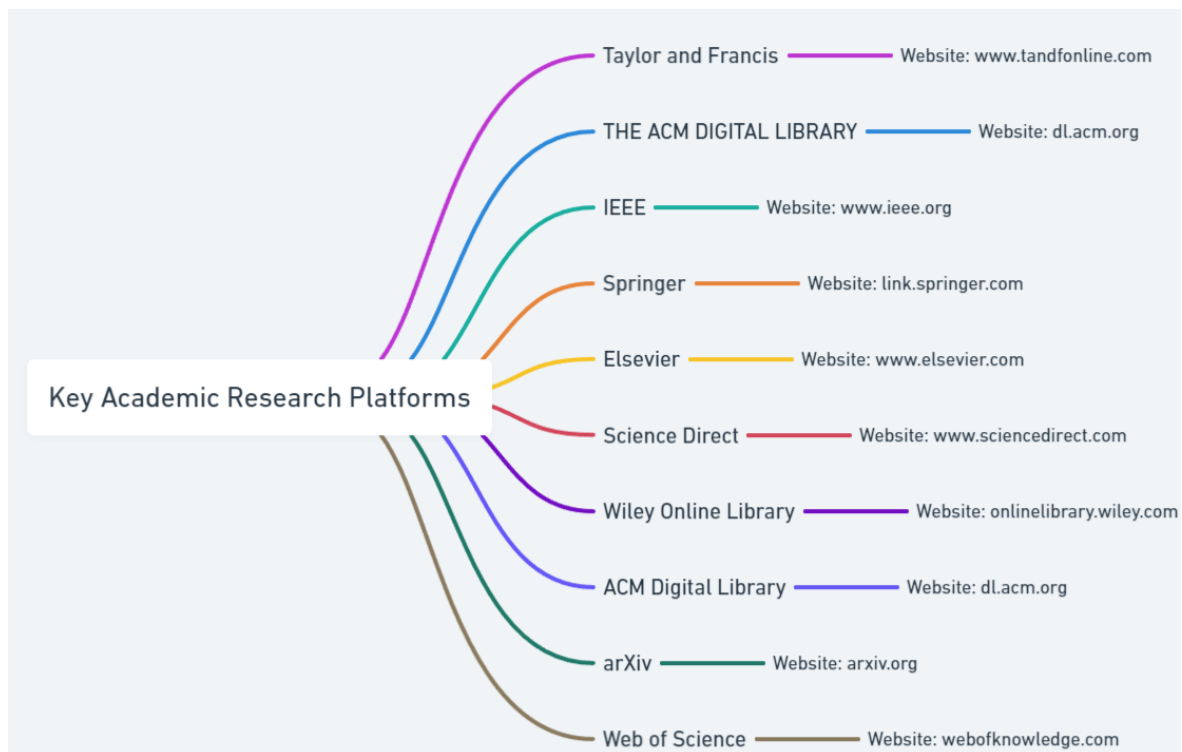 Taylor and Francis Website: www.tandfonline.com
THE ACM DIGITAL LIBRARY Website: dl.acm.org
IEEE Website: www.ieee.org
Springer Website: link.springer.com
Elsevier Website: www.elsevier.com
Key Academic Research Platforms
Science Direct Website: www.sciencedirect.com
Wiley Online Library Website: onlinelibrary.wiley.com
ACM Digital Library Website: dl.acm.org
arXiv Website: arxiv.org
Web of Science Website: webofknowledge.com